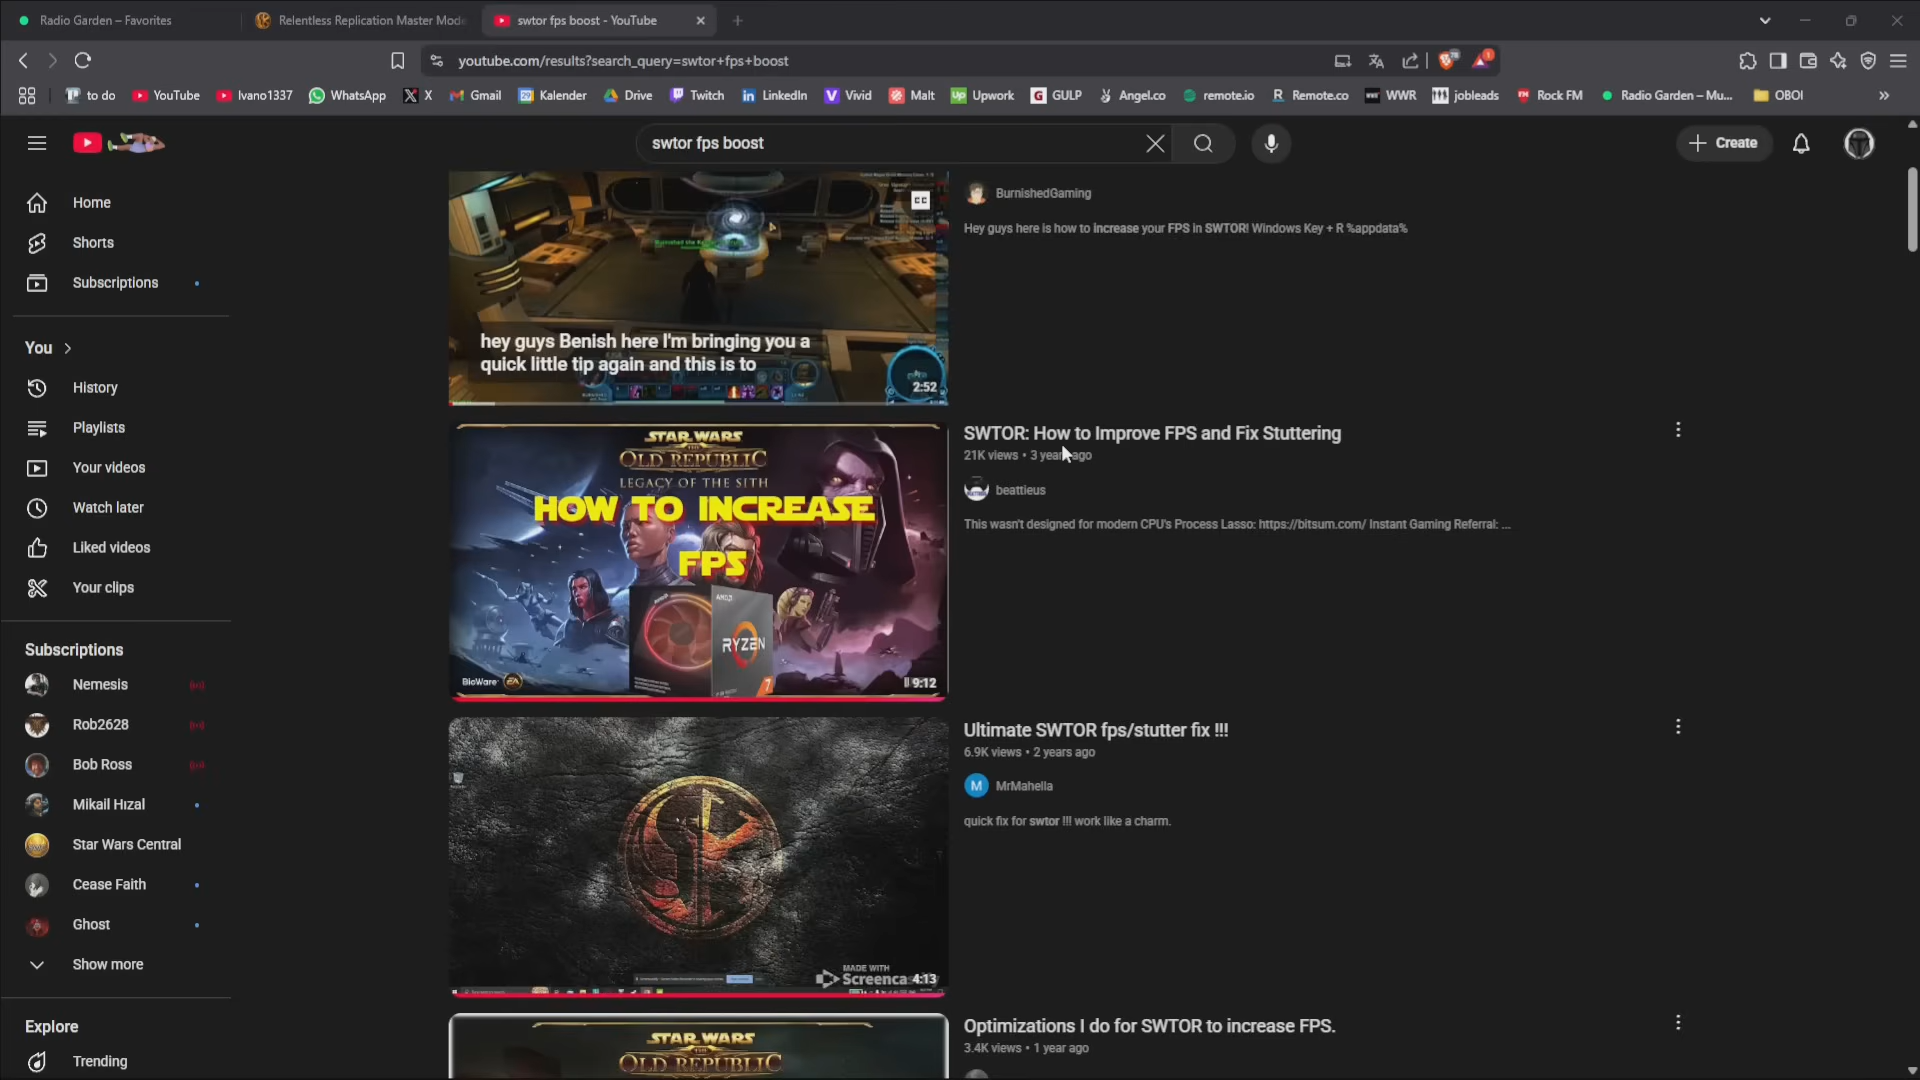 Radio Garden – Favorites
Relentless Replication Master Mode
swtor fps boost - YouTube
youtube.com/results?search_query=swtor+fps+boost
to do
YouTube
Ivano1337
WhatsApp
X
Gmail
Kalender
Drive
Twitch
LinkedIn
Vivid
Malt
Upwork
GULP
Angel.co
remote.io
Remote.co
WWR
jobleads
Rock FM
Radio Garden – Mu...
OBOI
swtor fps boost
Create
Home
Shorts
Subscriptions
You
History
Playlists
Your videos
Watch later
Liked videos
Your clips
Subscriptions
Nemesis
Rob2628
Bob Ross
Mikail Hızal
Star Wars Central
Cease Faith
Ghost
Show more
Explore
Trending
CC
hey guys Benish here I'm bringing you a
quick little tip again and this is to
2:52
BurnishedGaming
Hey guys here is how to increase your FPS in SWTOR! Windows Key + R %appdata%
STAR WARS
THE
OLD REPUBLIC
LEGACY OF THE SITH
HOW TO INCREASE
FPS
AMD
RYZEN
7
BioWare
EA
9:12
SWTOR: How to Improve FPS and Fix Stuttering
21K views • 3 years ago
beattieus
This wasn't designed for modern CPU's Process Lasso: https://bitsum.com/ Instant Gaming Referral: ...
MADE WITH
4:13
Ultimate SWTOR fps/stutter fix !!!
6.9K views • 2 years ago
M
MrMahella
quick fix for swtor !!! work like a charm.
STAR WARS
THE
OLD REPUBLIC
Optimizations I do for SWTOR to increase FPS.
3.4K views • 1 year ago